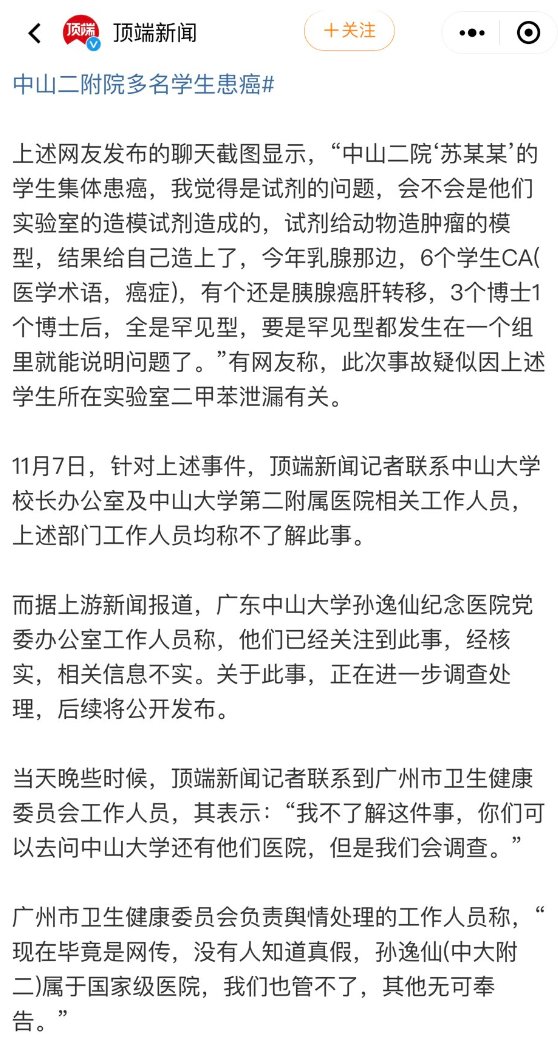 顶端
顶端新闻
+关注
中山二附院多名学生患癌#
上述网友发布的聊天截图显示，“中山二院‘苏某某’的
学生集体患癌，我觉得是试剂的问题，会不会是他们
实验室的造模试剂造成的，试剂给动物造肿瘤的模
型，结果给自己造上了，今年乳腺那边，6个学生CA(
医学术语，癌症)，有个还是胰腺癌肝转移，3个博士1
个博士后，全是罕见型，要是罕见型都发生在一个组
里就能说明问题了。”有网友称，此次事故疑似因上述
学生所在实验室二甲苯泄漏有关。
11月7日，针对上述事件，顶端新闻记者联系中山大学
校长办公室及中山大学第二附属医院相关工作人员，
上述部门工作人员均称不了解此事。
而据上游新闻报道，广东中山大学孙逸仙纪念医院党
委办公室工作人员称，他们已经关注到此事，经核
实，相关信息不实。关于此事，正在进一步调查处
理，后续将公开发布。
当天晚些时候，顶端新闻记者联系到广州市卫生健康
委员会工作人员，其表示：“我不了解这件事，你们可
以去问中山大学还有他们医院，但是我们会调查。”
广州市卫生健康委员会负责舆情处理的工作人员称，“
现在毕竟是网传，没有人知道真假，孙逸仙(中大附
二)属于国家级医院，我们也管不了，其他无可奉
告。”